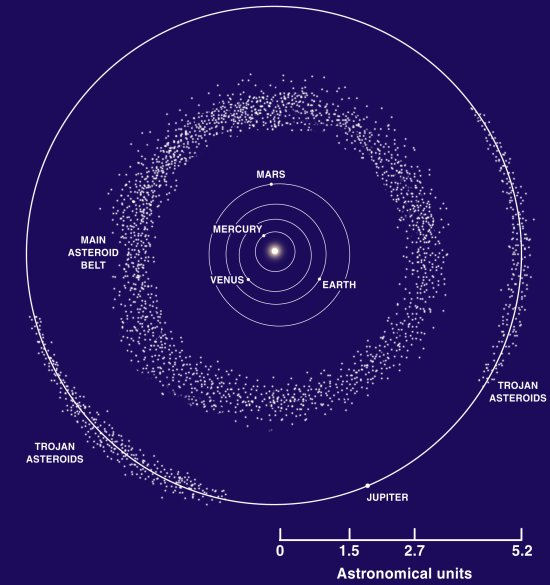 MARS
MERCURY
MAIN
ASTEROID
BELT
VENUS
EARTH
TROJAN
ASTEROIDS
TROJAN
ASTEROIDS
JUPITER
0 1.5 2.7 5.2
Astronomical units